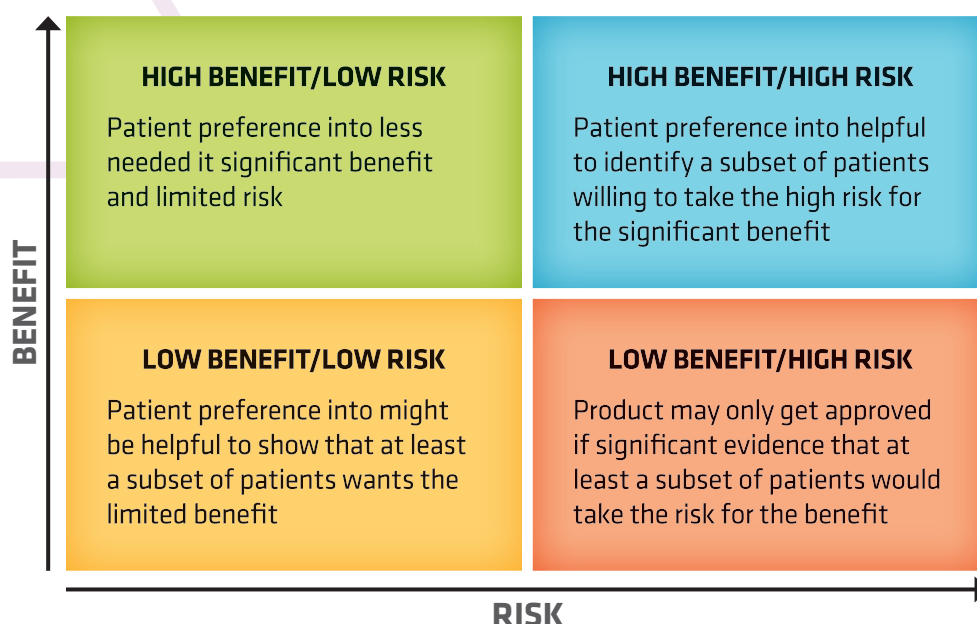 HIGH BENEFIT/LOW RISK
Patient preference into less
needed it significant benefit
and limited risk
HIGH BENEFIT/HIGH RISK
Patient preference into helpful
to identify a subset of patients
willing to take the high risk for
the significant benefit
BENEFIT
LOW BENEFIT/LOW RISK
Patient preference into might
be helpful to show that at least
a subset of patients wants the
limited benefit
LOW BENEFIT/HIGH RISK
Product may only get approved
if significant evidence that at
least a subset of patients would
take the risk for the benefit
RISK